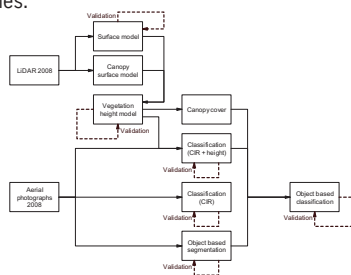 ies.
Validation
Surface model
LiDAR 2008
Canopy
surface model
Vegetation
height model
Canopy cover
Validation
Classification
(CIR + height)
Validation
Aerial
photographs
2008
Classification
(CIR)
Object based
classification
Validation
Validation
Object based
segmentation
Validation